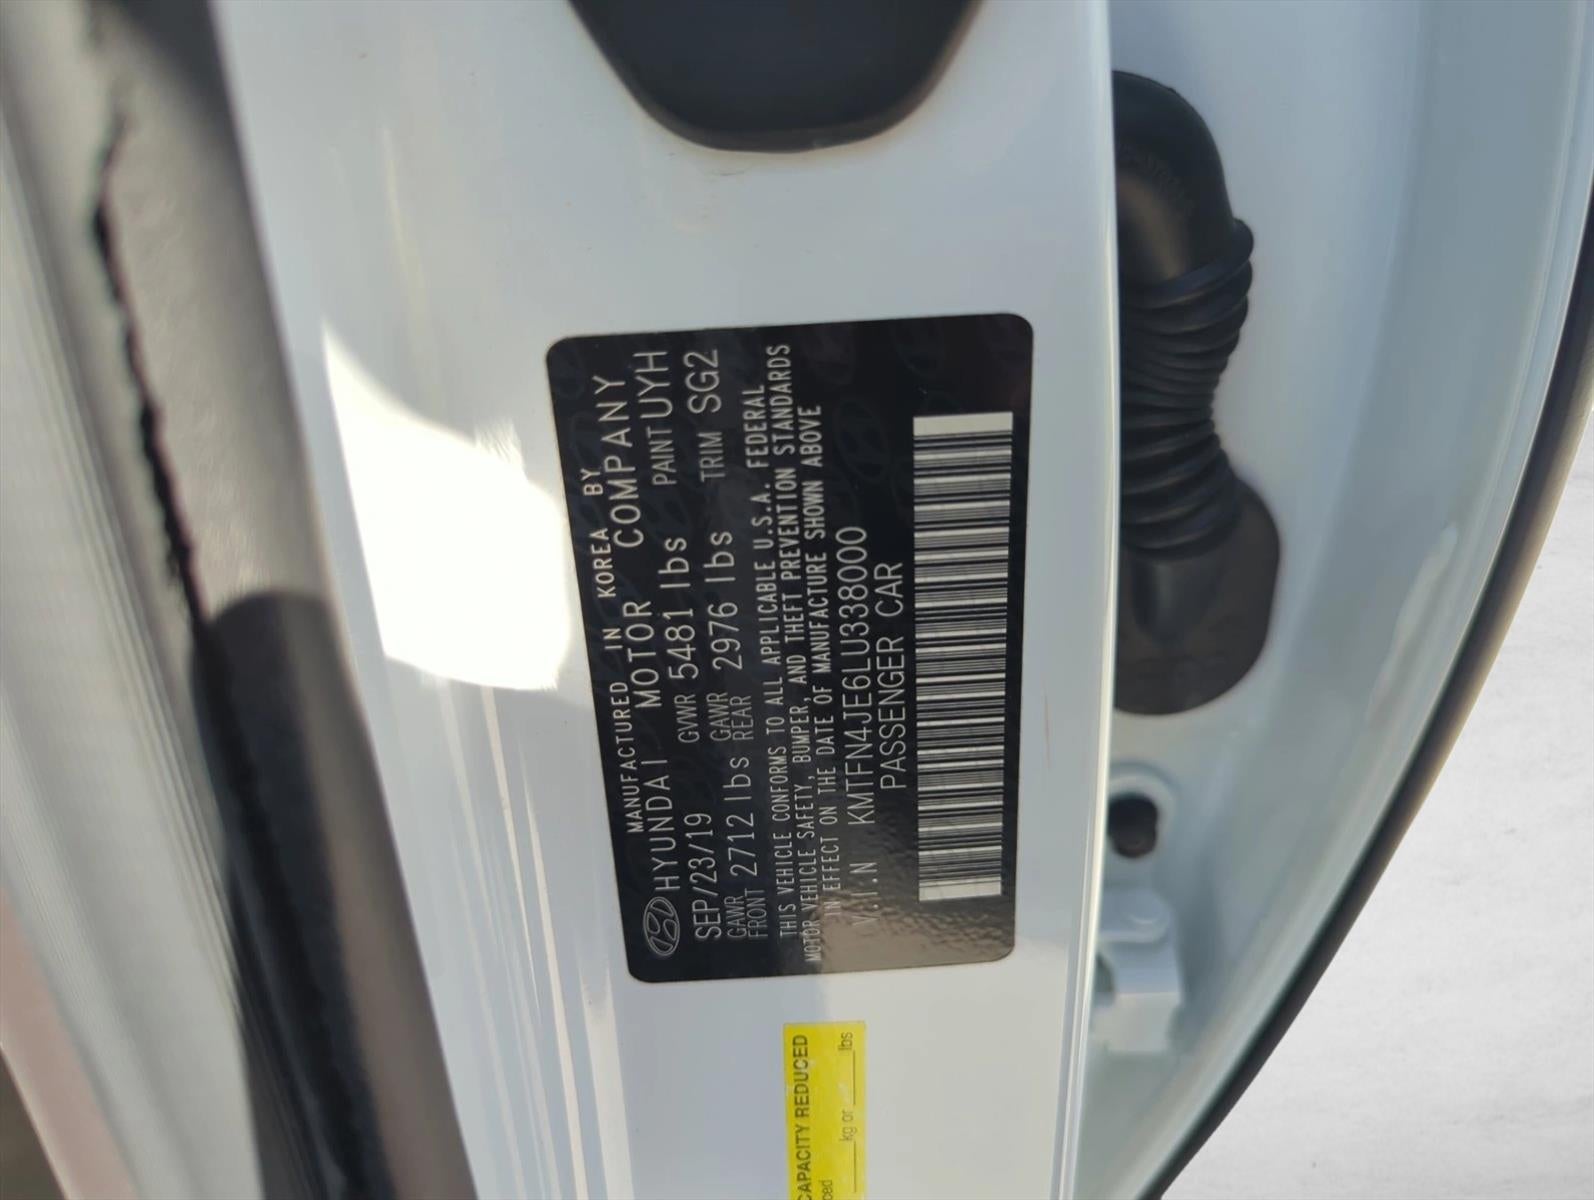 MANUFACTURED IN KOREA BY
HYUNDAI MOTOR COMPANY
SEP/23/19 GVWR 5481 lbs PAINT UYH
GAWR FRONT 2712 lbs GAWR REAR 2976 lbs TRIM SG2
THIS VEHICLE CONFORMS TO ALL APPLICABLE U.S.A. FEDERAL
MOTOR VEHICLE SAFETY, BUMPER, AND THEFT PREVENTION STANDARDS
IN EFFECT ON THE DATE OF MANUFACTURE SHOWN ABOVE
V.I.N KMTFN4JE6LU338000
PASSENGER CAR
CAPACITY REDUCED
kg or lbs